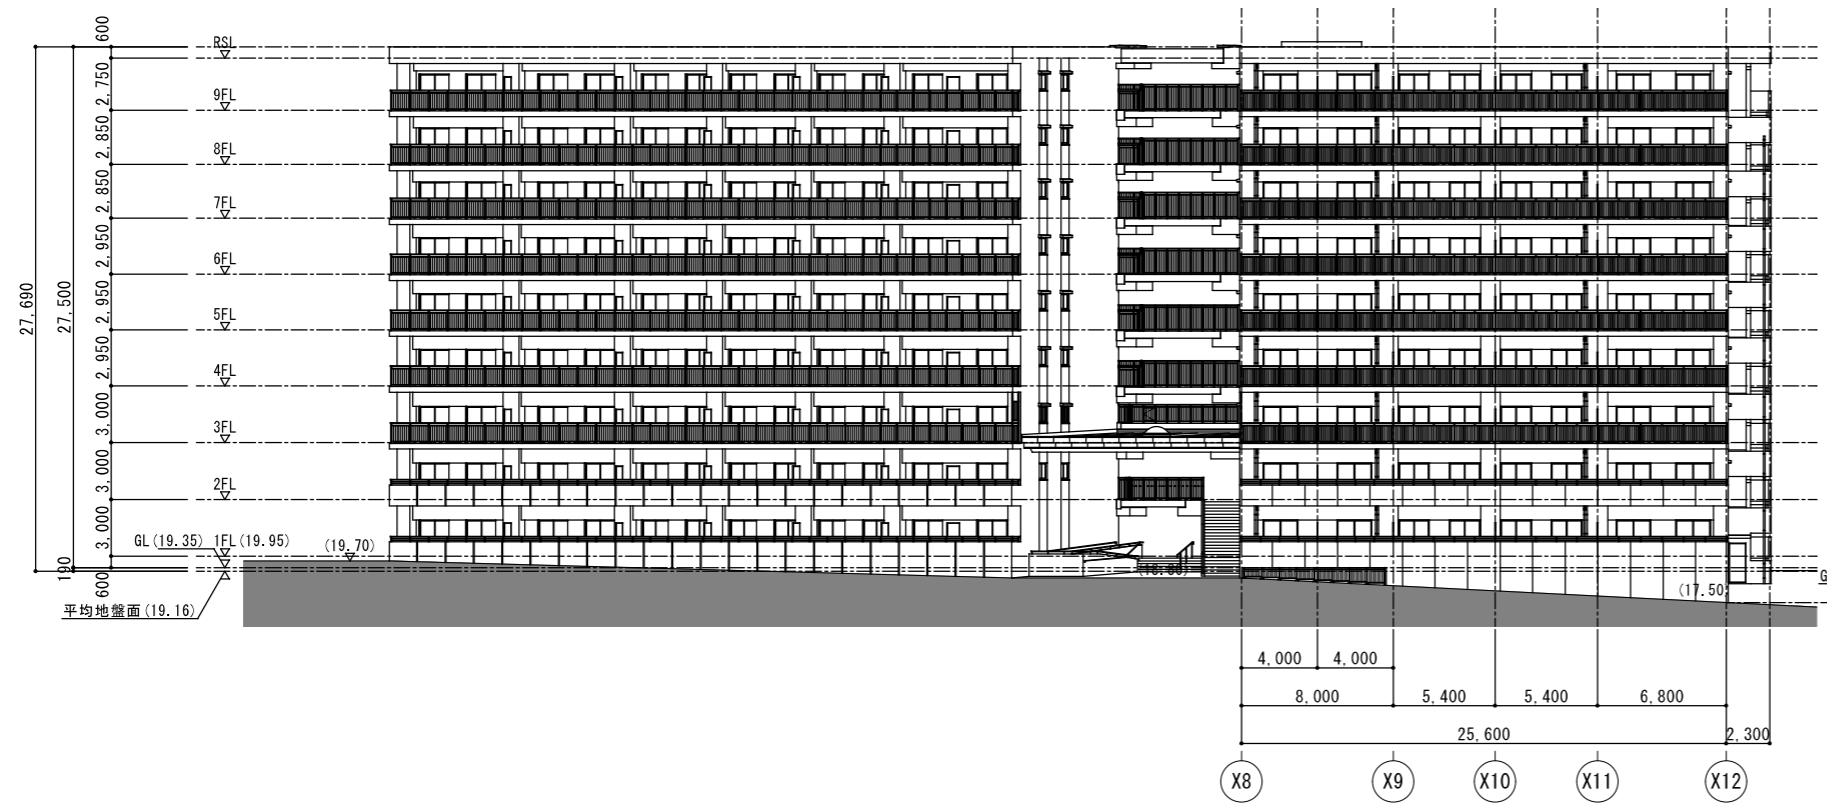 600
RSL
2,750
9FL
2,850
8FL
2,850
7FL
2,950
6FL
2,950
5FL
2,950
4FL
3,000
3FL
3,000
2FL
3,000
27,690
27,500
GL(19.35) 1FL(19.95)
(19.70)
190
600
平均地盤面(19.16)
(17.50)
G
4,000
4,000
8,000
5,400
5,400
6,800
25,600
2,300
X8
X9
X10
X11
X12